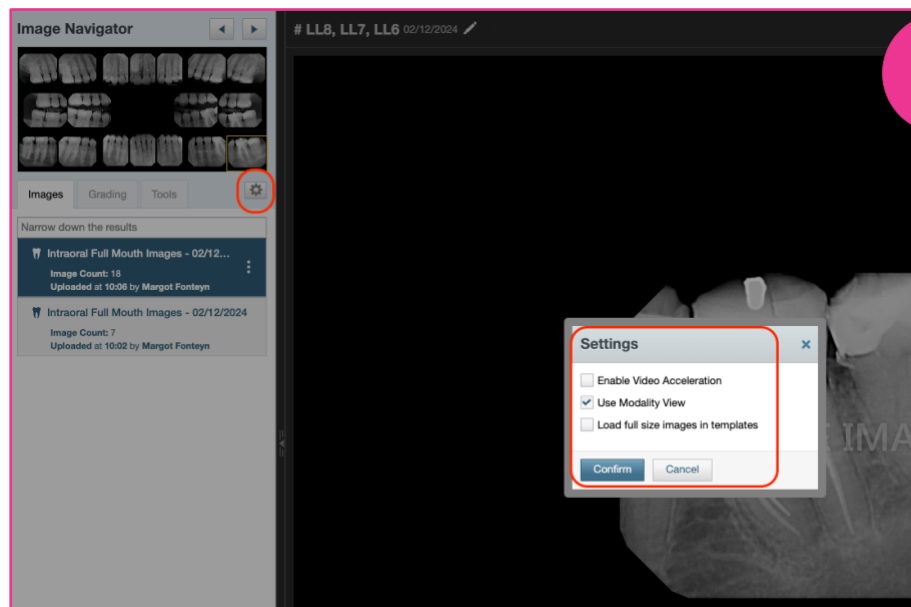 Image Navigator
# LL8, LL7, LL6 02/12/2024
Images
Grading
Tools
Narrow down the results
Intraoral Full Mouth Images - 02/12...
Image Count: 18
Uploaded at 10:06 by Margot Fonteyn
Intraoral Full Mouth Images - 02/12/2024
Image Count: 7
Uploaded at 10:02 by Margot Fonteyn
Settings
Enable Video Acceleration
Use Modality View
Load full size images in templates
Confirm
Cancel